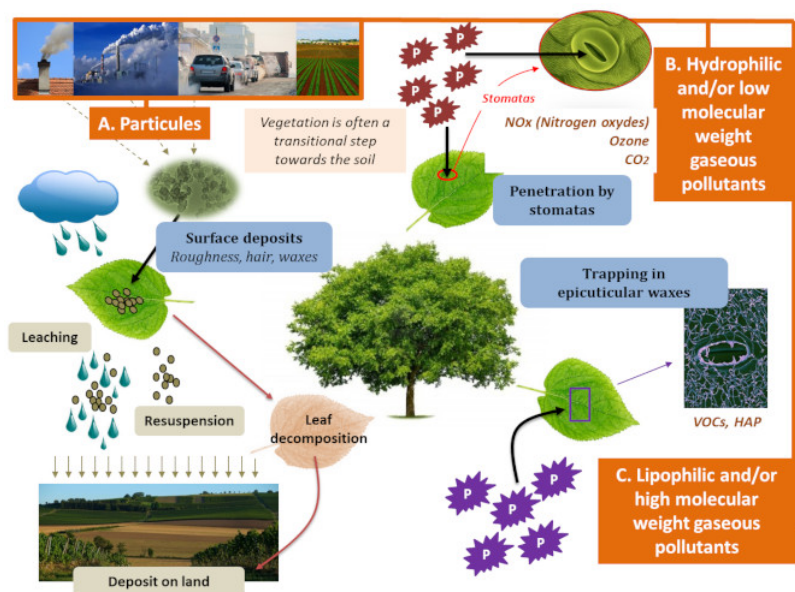 A. Particules
Vegetation is often a
transitional step
towards the soil
P
P
P
P
P
Stomatas
NOx (Nitrogen oxydes)
Ozone
CO2
B. Hydrophilic
and/or low
molecular
weight
gaseous
pollutants
Penetration by
stomatas
Surface deposits
Roughness, hair, waxes
Trapping in
epicuticular waxes
Leaching
Resuspension
Leaf
decomposition
VOCs, HAP
P
P
P
P
P
C. Lipophilic and/or
high molecular
weight gaseous
pollutants
Deposit on land